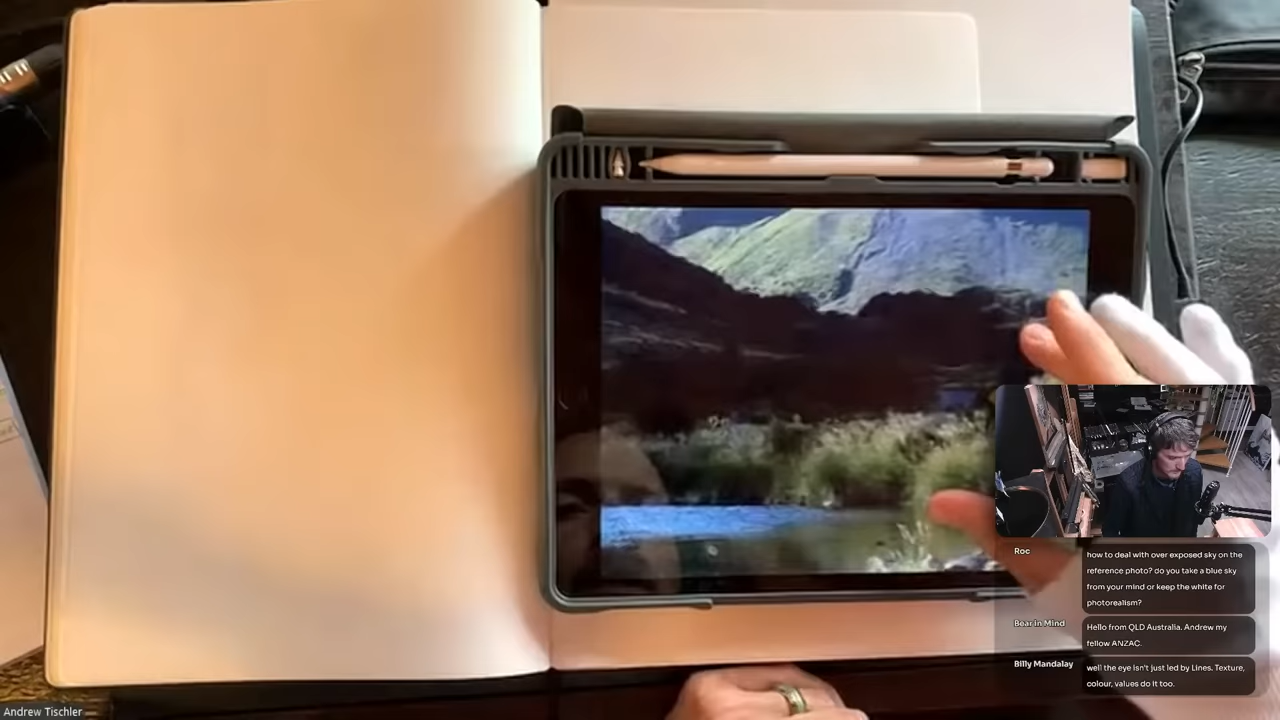 Roc
how to deal with over exposed sky on the
reference photo? do you take a blue sky
from your mind or keep the white for
photorealism?
Bear in Mind
Hello from QLD Australia. Andrew my
fellow ANZAC.
Billy Mandalay
well the eye isn't just led by Lines. Texture,
colour, values do it too.
Andrew Tischler